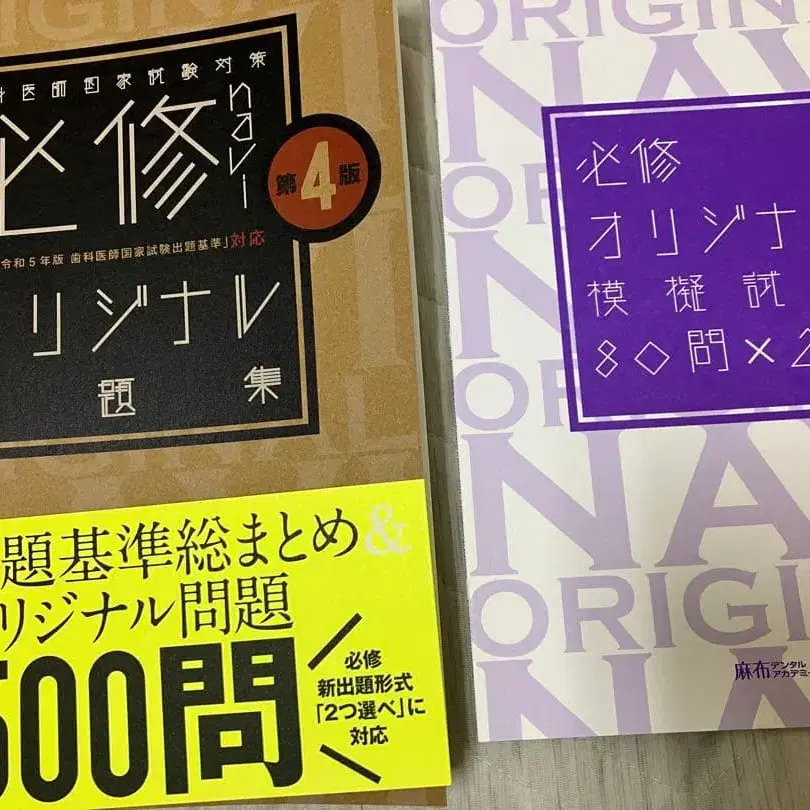 科医師国家試験対策
必修
navi
第4版
令和5年版 歯科医師国家試験出題基準」対応
リジナル
題集
題基準総まとめ&
リジナル問題
500問
必修
新出題形式
「2つ選べ」に
対応
ORIGINAL
ORIGINA
NAV
必修
オリジナ
模擬試
80問×2
OR
NA
OR
NA
ORIGIN
NA
麻布デンタル
アカデミー